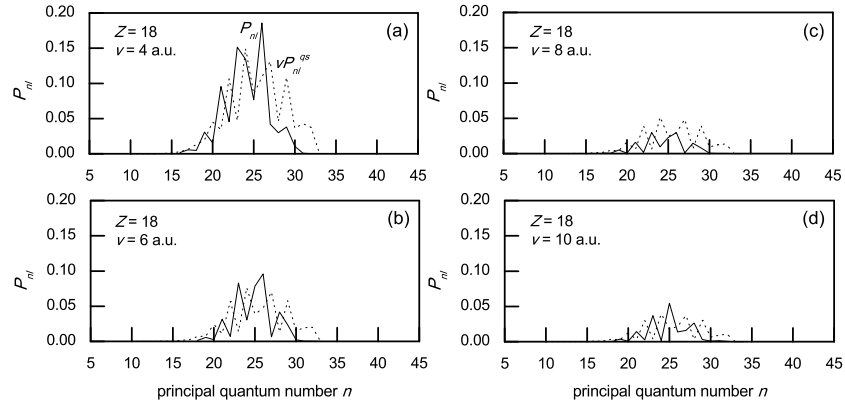 0.20
0.15
0.10
0.05
0.00
P_nl
Z = 18
v = 4 a.u.
P_nl
vP_nl^qs
(a)
5 10 15 20 25 30 35 40 45
0.20
0.15
0.10
0.05
0.00
P_nl
Z = 18
v = 8 a.u.
(c)
5 10 15 20 25 30 35 40 45
0.20
0.15
0.10
0.05
0.00
P_nl
Z = 18
v = 6 a.u.
(b)
5 10 15 20 25 30 35 40 45
principal quantum number n
0.20
0.15
0.10
0.05
0.00
P_nl
Z = 18
v = 10 a.u.
(d)
5 10 15 20 25 30 35 40 45
principal quantum number n